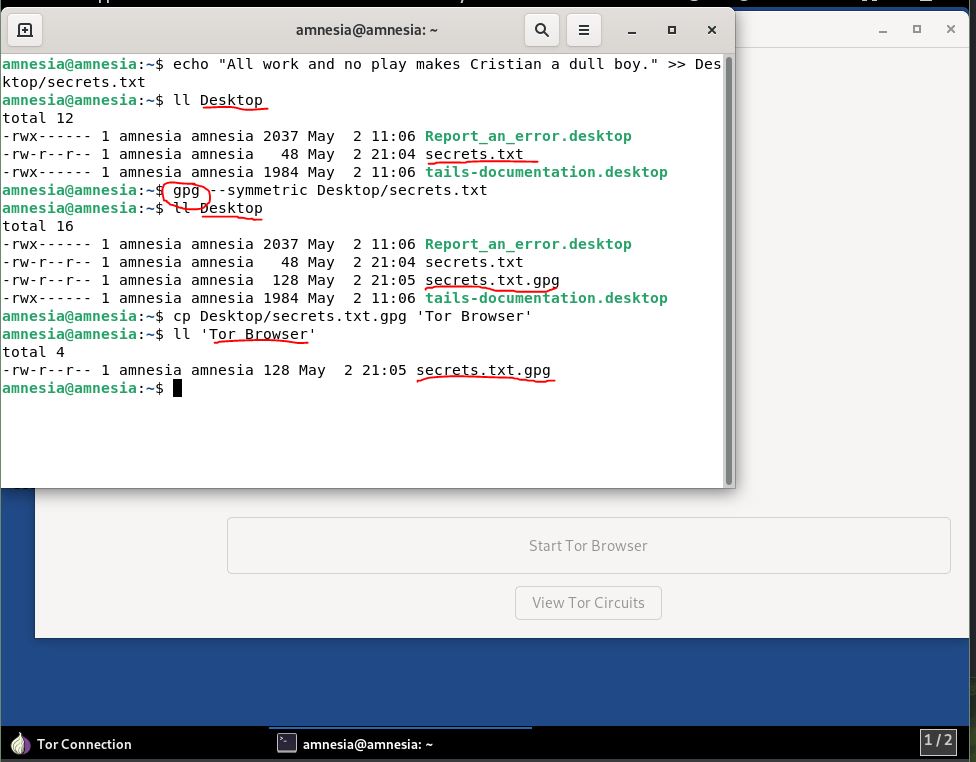 amnesia@amnesia: ~
amnesia@amnesia:~$ echo "All work and no play makes Cristian a dull boy." >> Des
ktop/secrets.txt
amnesia@amnesia:~$ ll Desktop
total 12
-rwx------ 1 amnesia amnesia 2037 May  2 11:06 Report_an_error.desktop
-rw-r--r-- 1 amnesia amnesia   48 May  2 21:04 secrets.txt
-rwx------ 1 amnesia amnesia 1984 May  2 11:06 tails-documentation.desktop
amnesia@amnesia:~$ gpg --symmetric Desktop/secrets.txt
amnesia@amnesia:~$ ll Desktop
total 16
-rwx------ 1 amnesia amnesia 2037 May  2 11:06 Report_an_error.desktop
-rw-r--r-- 1 amnesia amnesia   48 May  2 21:04 secrets.txt
-rw-r--r-- 1 amnesia amnesia  128 May  2 21:05 secrets.txt.gpg
-rwx------ 1 amnesia amnesia 1984 May  2 11:06 tails-documentation.desktop
amnesia@amnesia:~$ cp Desktop/secrets.txt.gpg 'Tor Browser'
amnesia@amnesia:~$ ll 'Tor Browser'
total 4
-rw-r--r-- 1 amnesia amnesia 128 May  2 21:05 secrets.txt.gpg
amnesia@amnesia:~$
Start Tor Browser
View Tor Circuits
Tor Connection
amnesia@amnesia: ~
1/2